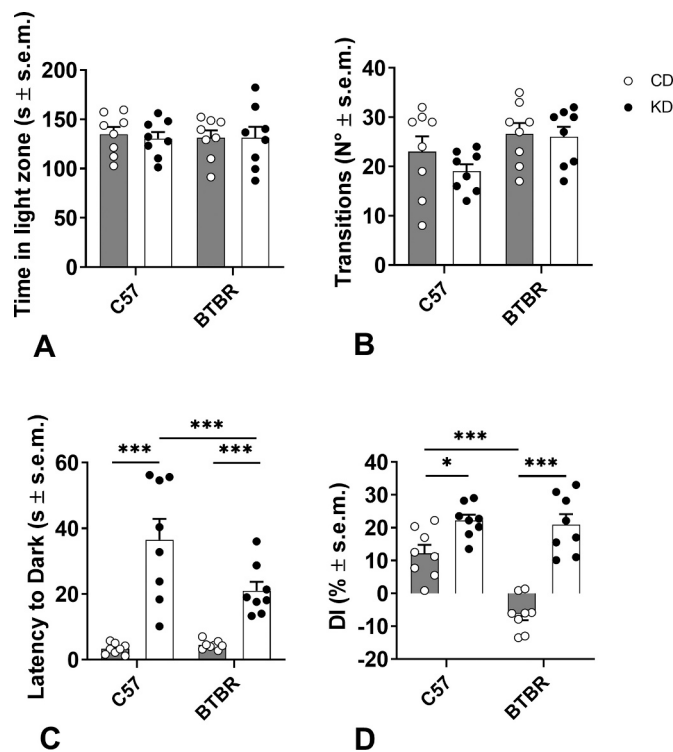 Time in light zone (s ± s.e.m.)
200
150
100
50
0
C57
BTBR
A
Transitions (N° ± s.e.m.)
40
30
20
10
0
C57
BTBR
B
CD
KD
Latency to Dark (s ± s.e.m.)
60
40
20
0
***
***
***
C57
BTBR
C
DI (% ± s.e.m.)
40
30
20
10
0
-10
-20
***
*
***
C57
BTBR
D